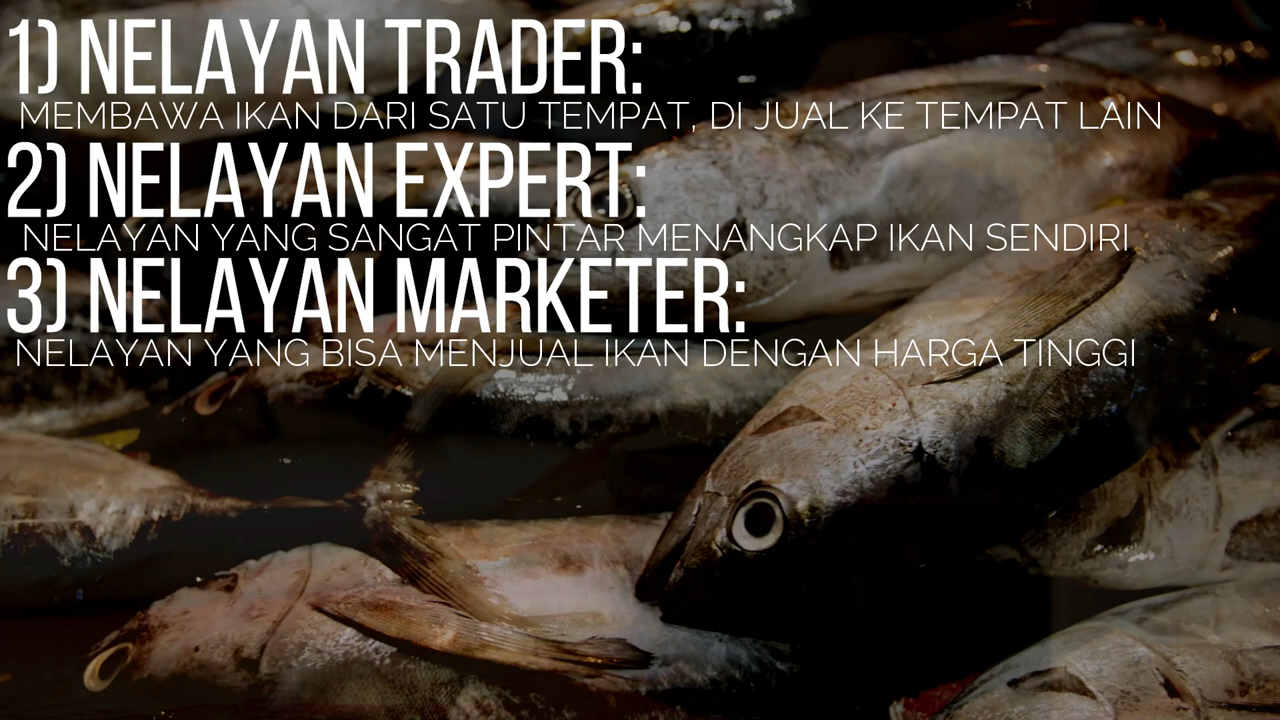 1) NELAYAN TRADER:
MEMBAWA IKAN DARI SATU TEMPAT, DI JUAL KE TEMPAT LAIN
2) NELAYAN EXPERT:
NELAYAN YANG SANGAT PINTAR MENANGKAP IKAN SENDIRI
3) NELAYAN MARKETER:
NELAYAN YANG BISA MENJUAL IKAN DENGAN HARGA TINGGI